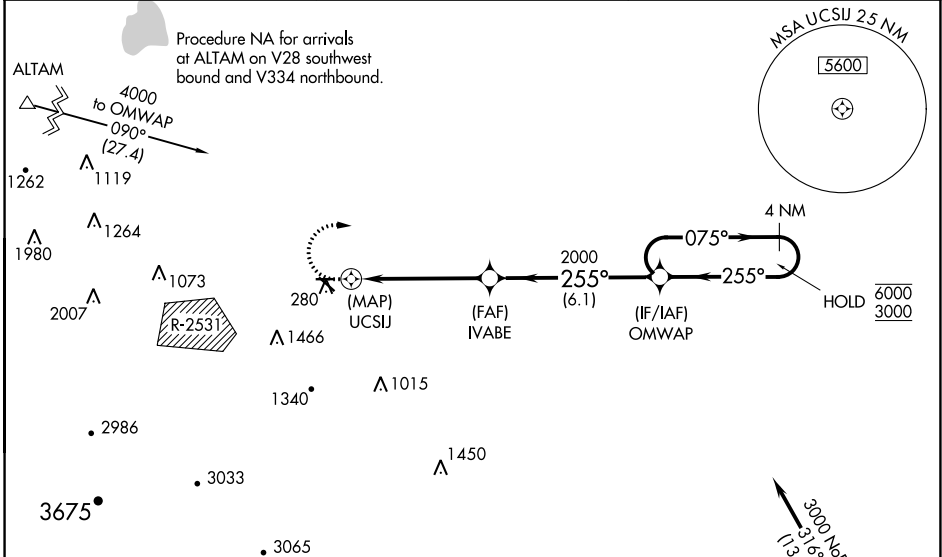 Procedure NA for arrivals
at ALTAM on V28 southwest
bound and V334 northbound.
MSA UCSIJ 25 NM
5600
ALTAM
4000
to OMWAP
090°
(27.4)
1262
1119
1264
1980
1073
2007
R-2531
280
(MAP)
UCSIJ
(FAF)
IVABE
2000
255°
(6.1)
(IF/IAF)
OMWAP
075°
4 NM
255°
HOLD
6000
3000
1466
1340
1015
2986
1450
3033
3675
3065
3000
316°
(13